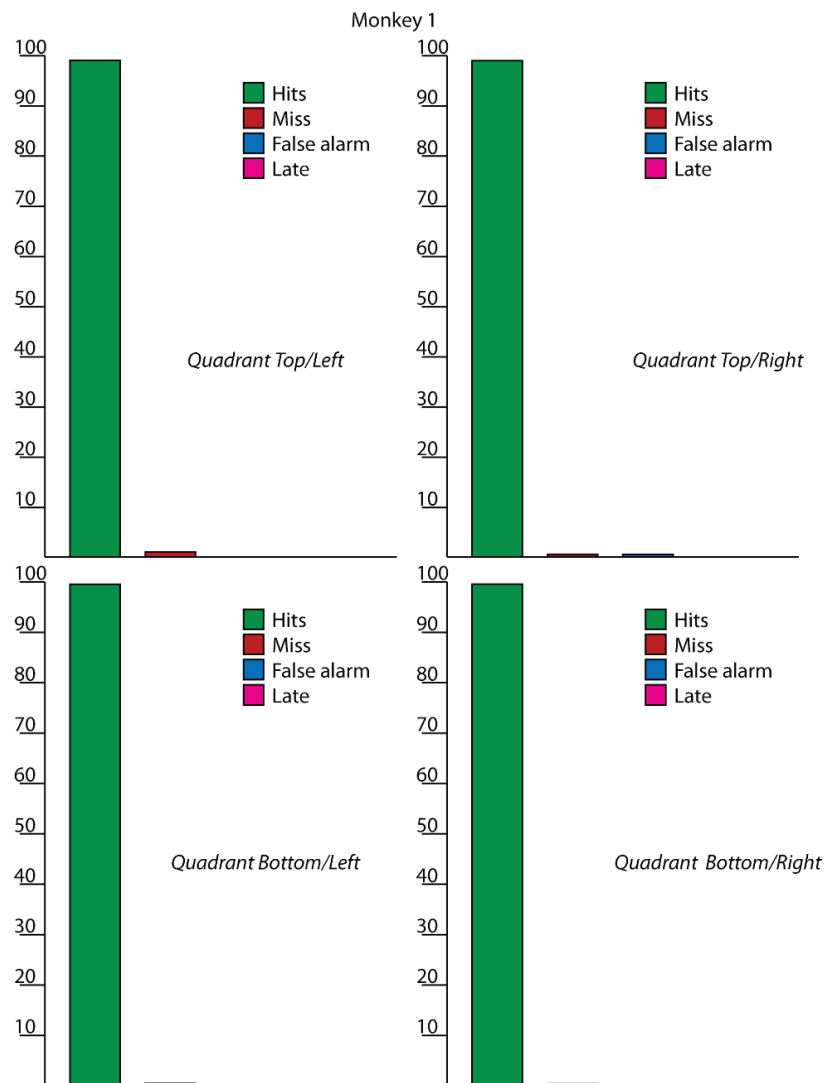 Monkey 1
100
90
80
70
60
50
40
30
20
10
Hits
Miss
False alarm
Late
Quadrant Top/Left
100
90
80
70
60
50
40
30
20
10
Hits
Miss
False alarm
Late
Quadrant Top/Right
100
90
80
70
60
50
40
30
20
10
Hits
Miss
False alarm
Late
Quadrant Bottom/Left
100
90
80
70
60
50
40
30
20
10
Hits
Miss
False alarm
Late
Quadrant Bottom/Right